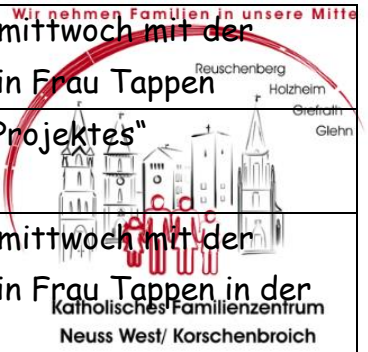 Wir nehmen Familien in unsere Mitte
mittwoch mit der
in Frau Tappen
Reuschenberg
Holzheim
Grefrath
Glehn
Projektes“
mittwoch mit der
in Frau Tappen in der
Katholisches Familienzentrum
Neuss West/ Korschenbroich